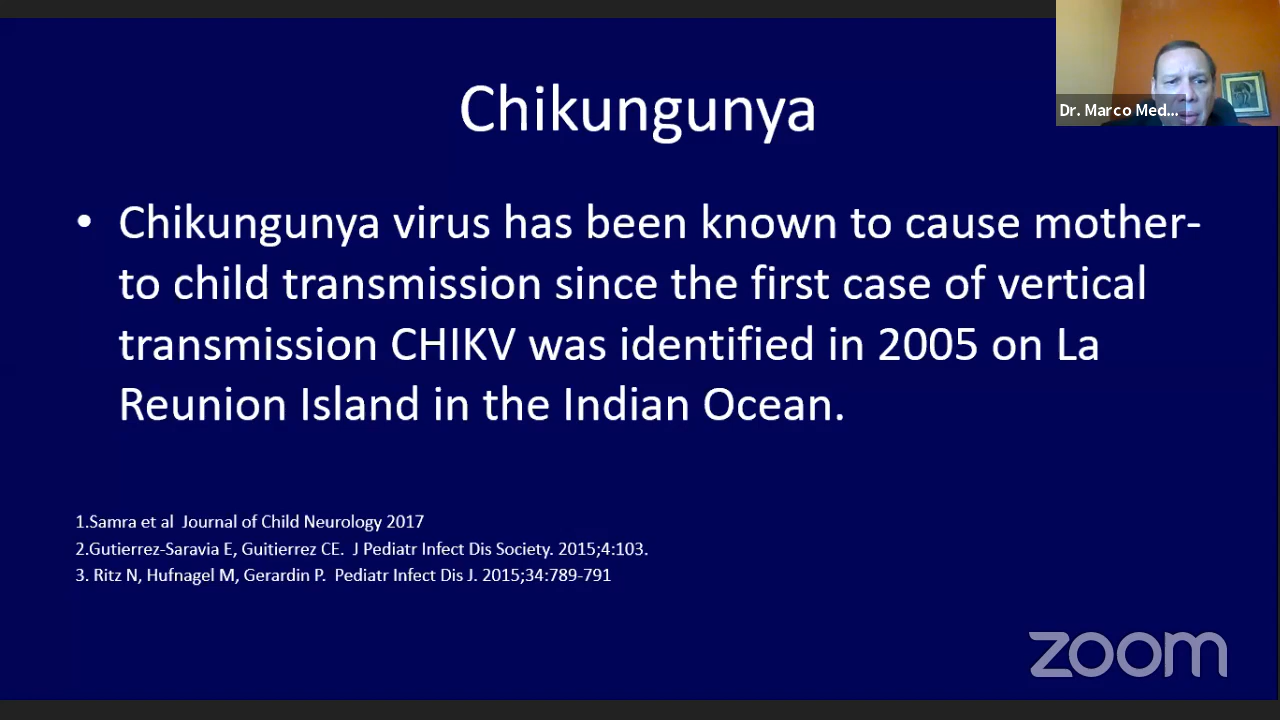 Chikungunya
Dr. Marco Med...
• Chikungunya virus has been known to cause mother-
to child transmission since the first case of vertical
transmission CHIKV was identified in 2005 on La
Reunion Island in the Indian Ocean.
1.Samra et al  Journal of Child Neurology 2017
2.Gutierrez-Saravia E, Guitierrez CE.  J Pediatr Infect Dis Society. 2015;4:103.
3. Ritz N, Hufnagel M, Gerardin P.  Pediatr Infect Dis J. 2015;34:789-791
zoom